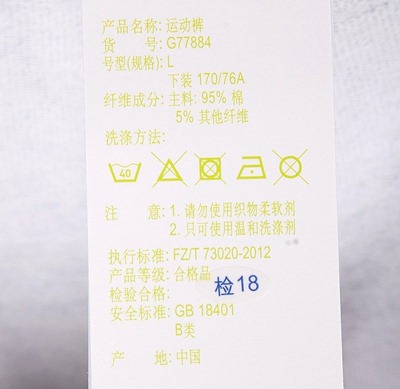 产品名称: 运动裤
货 号: G77884
号型(规格): L
下装 170/76A
纤维成分: 主料: 95% 棉
5% 其他纤维
洗涤方法:
40
注 意: 1. 请勿使用织物柔软剂
2. 只可使用温和洗涤剂
执行标准: FZ/T 73020-2012
产品等级: 合格品
检验合格: 检18
安全标准: GB 18401
B类
产 地: 中国